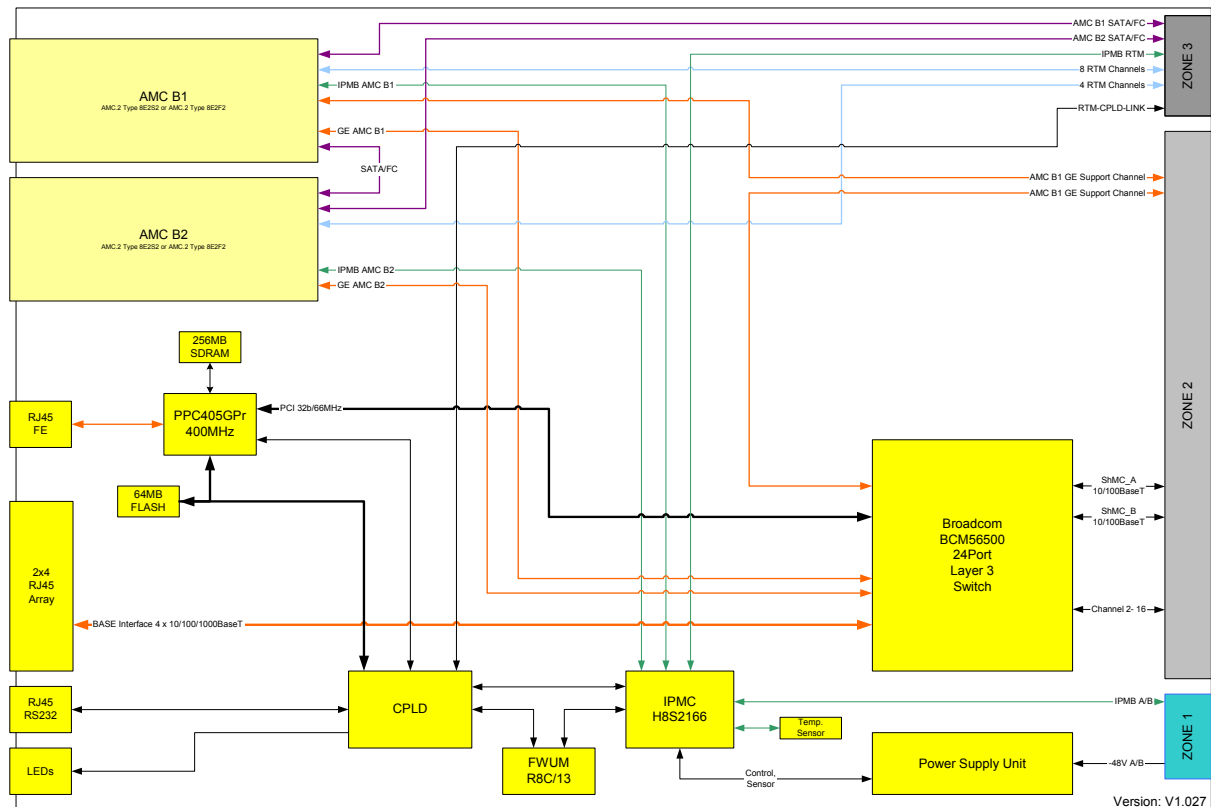 AMC B1 SATA/FC
AMC B2 SATA/FC
IPMB RTM
8 RTM Channels
4 RTM Channels
RTM-CPLD-LINK
ZONE 3
AMC B1
AMC.2 Type 8E2S2 or AMC.2 Type 8E2F2
IPMB AMC B1
GE AMC B1
SATA/FC
AMC B1 GE Support Channel
AMC B1 GE Support Channel
AMC B2
AMC.2 Type 8E2S2 or AMC.2 Type 8E2F2
IPMB AMC B2
GE AMC B2
ZONE 2
256MB
SDRAM
RJ45
FE
PPC405GPr
400MHz
PCI 32b/66MHz
64MB
FLASH
2x4
RJ45
Array
Broadcom
BCM56500
24Port
Layer 3
Switch
ShMC_A
10/100BaseT
ShMC_B
10/100BaseT
Channel 2- 16
BASE Interface 4 x 10/100/1000BaseT
RJ45
RS232
CPLD
IPMC
H8S2166
IPMB A/B
Temp.
Sensor
ZONE 1
LEDs
FWUM
R8C/13
Control,
Sensor
Power Supply Unit
-48V A/B
Version: V1.027